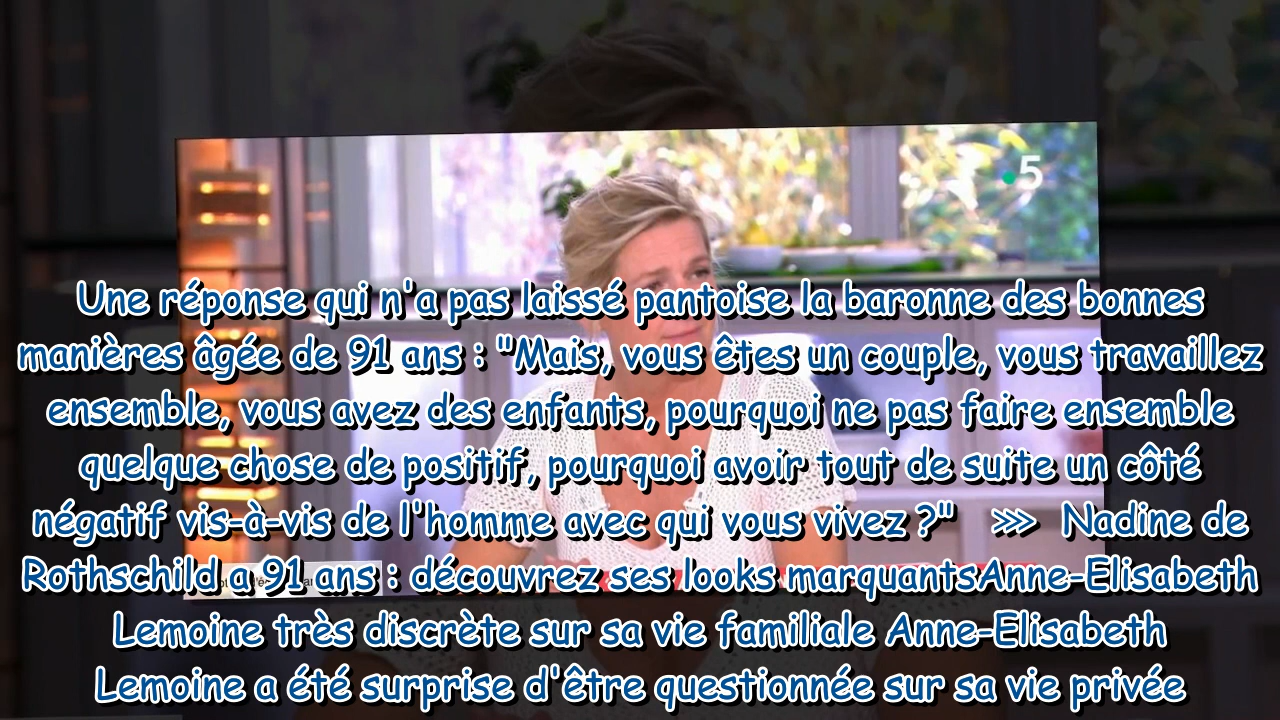 5
Une réponse qui n'a pas laissé pantoise la baronne des bonnes
manières âgée de 91 ans : "Mais, vous êtes un couple, vous travaillez
ensemble, vous avez des enfants, pourquoi ne pas faire ensemble
quelque chose de positif, pourquoi avoir tout de suite un côté
négatif vis-à-vis de l'homme avec qui vous vivez ?" >>> Nadine de
Rothschild a 91 ans : découvrez ses looks marquantsAnne-Elisabeth
Lemoine très discrète sur sa vie familiale Anne-Elisabeth
Lemoine a été surprise d'être questionnée sur sa vie privée